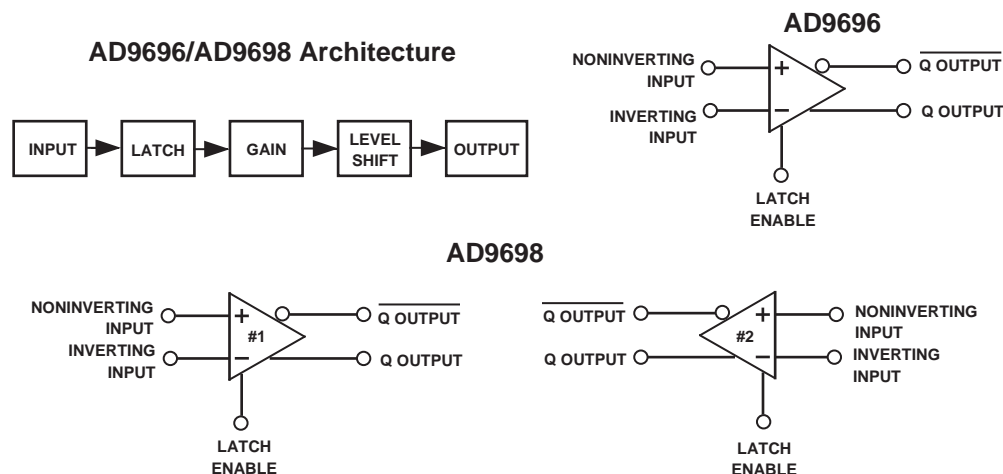 AD9696/AD9698 Architecture
INPUT
LATCH
GAIN
LEVEL
SHIFT
OUTPUT
AD9696
NONINVERTING
INPUT
INVERTING
INPUT
+
–
Q OUTPUT
Q OUTPUT
LATCH
ENABLE
AD9698
NONINVERTING
INPUT
INVERTING
INPUT
+
#1
–
Q OUTPUT
Q OUTPUT
LATCH
ENABLE
Q OUTPUT
Q OUTPUT
+
#2
–
NONINVERTING
INPUT
INVERTING
INPUT
LATCH
ENABLE